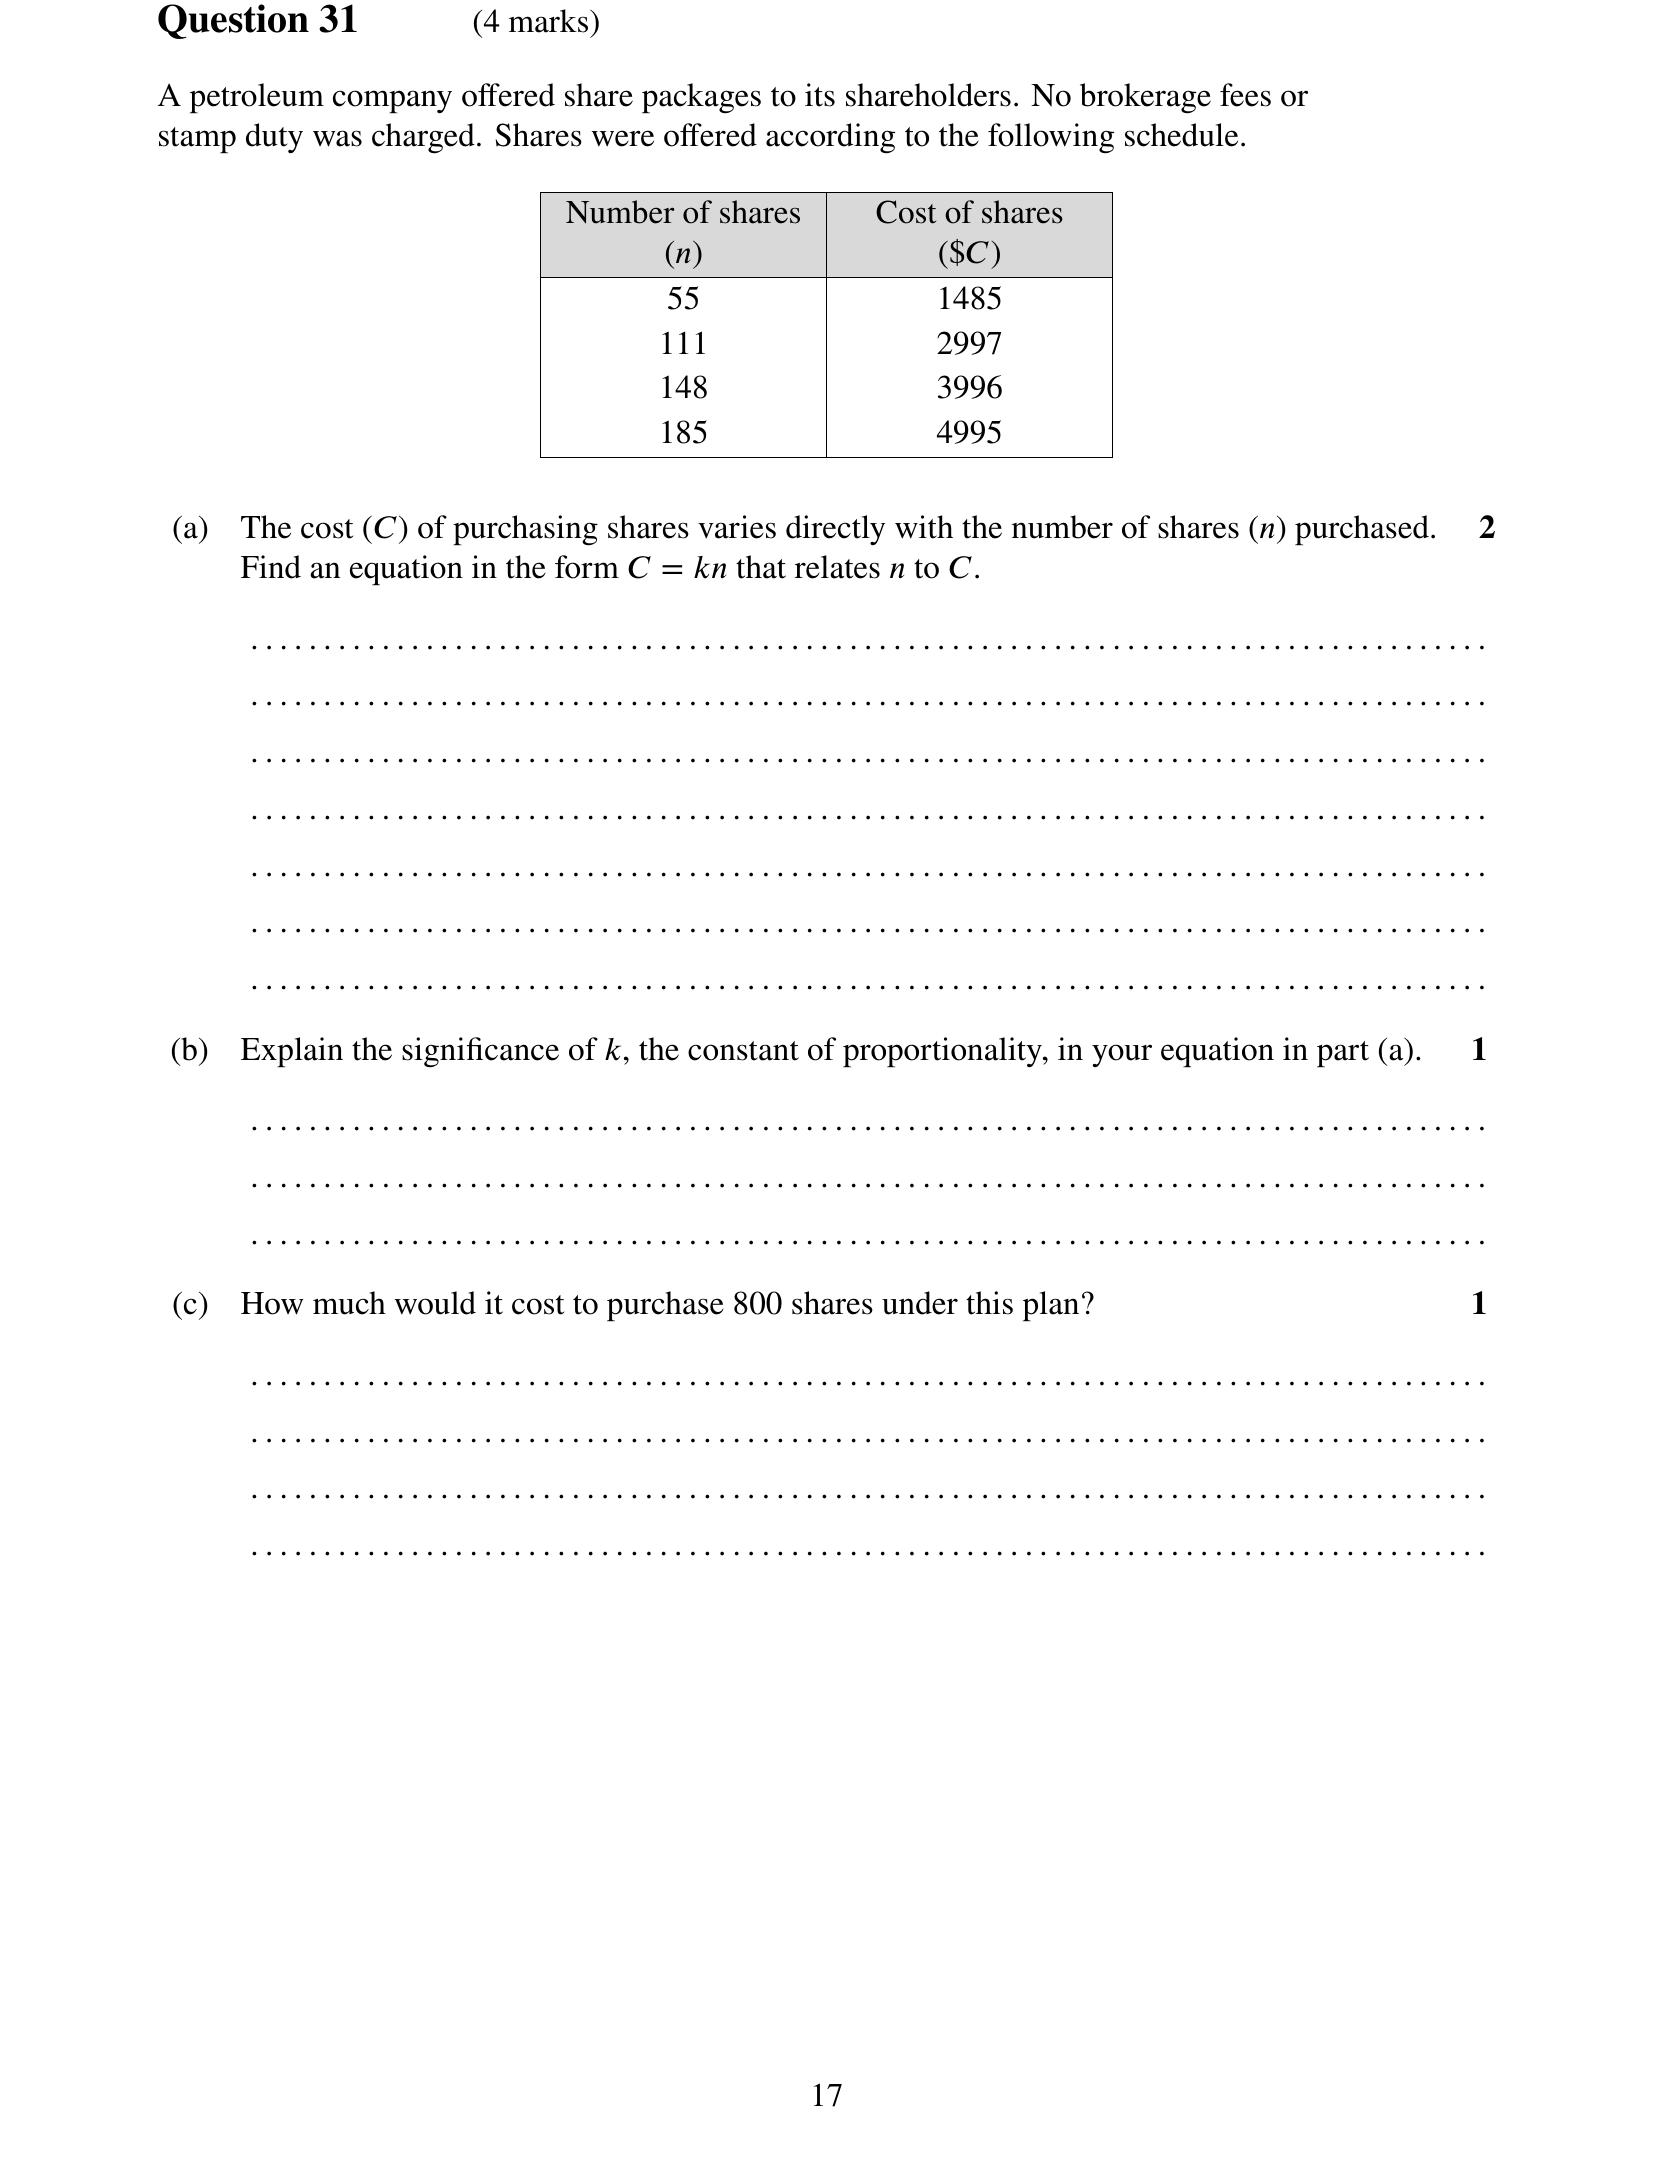 Question 31 (4 marks)
A petroleum company offered share packages to its shareholders. No brokerage fees or
stamp duty was charged. Shares were offered according to the following schedule.
Number of shares Cost of shares
(n) ($C)
55 1485
111 2997
148 3996
185 4995
(a) The cost (C) of purchasing shares varies directly with the number of shares (n) purchased. 2
Find an equation in the form C = kn that relates n to C.
(b) Explain the significance of k, the constant of proportionality, in your equation in part (a). 1
(c) How much would it cost to purchase 800 shares under this plan? 1
17